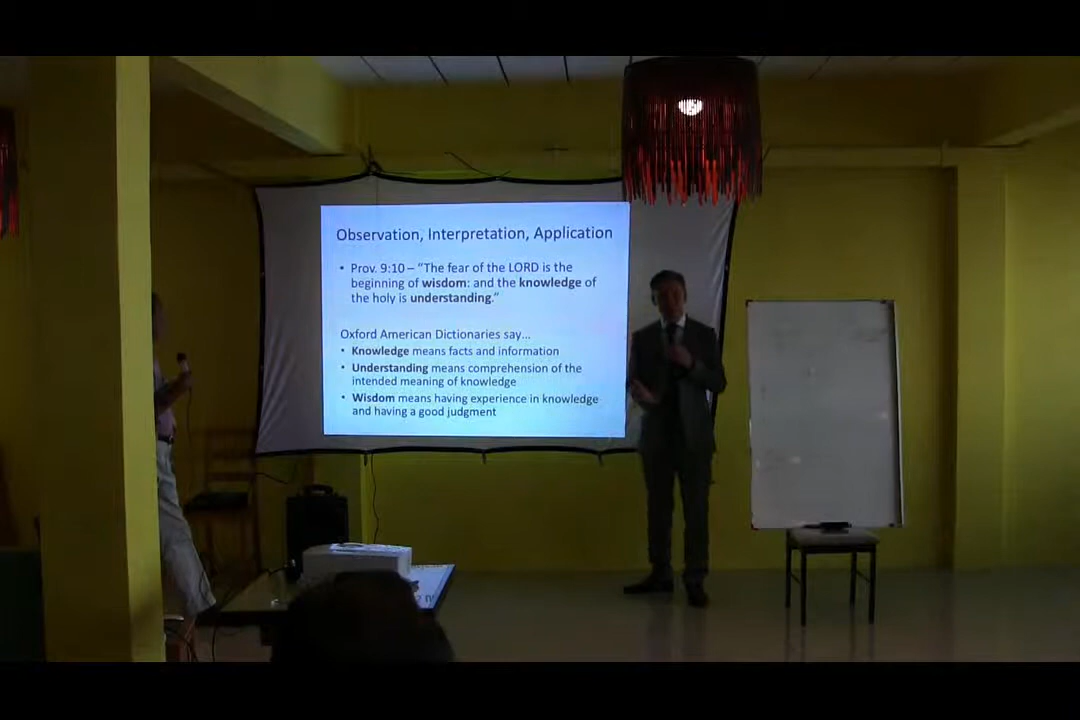 Observation, Interpretation, Application
• Prov. 9:10 – “The fear of the LORD is the
beginning of wisdom: and the knowledge of
the holy is understanding.”
Oxford American Dictionaries say…
• Knowledge means facts and information
• Understanding means comprehension of the
intended meaning of knowledge
• Wisdom means having experience in knowledge
and having a good judgment